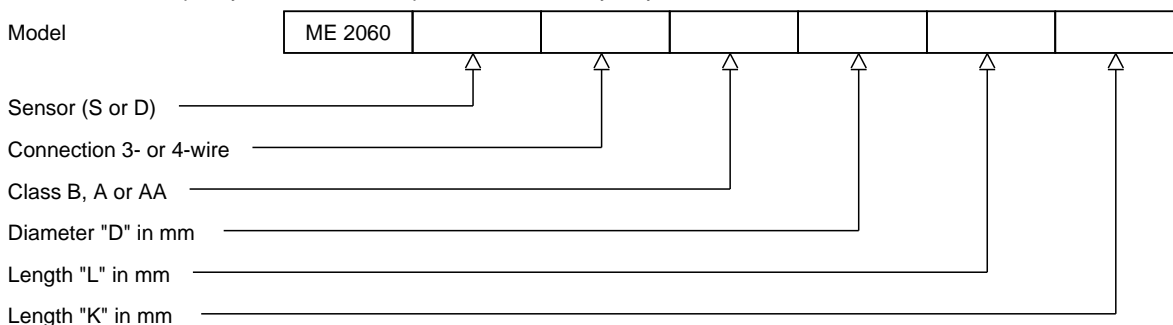 Model ME 2060
Sensor (S or D)
Connection 3- or 4-wire
Class B, A or AA
Diameter "D" in mm
Length "L" in mm
Length "K" in mm